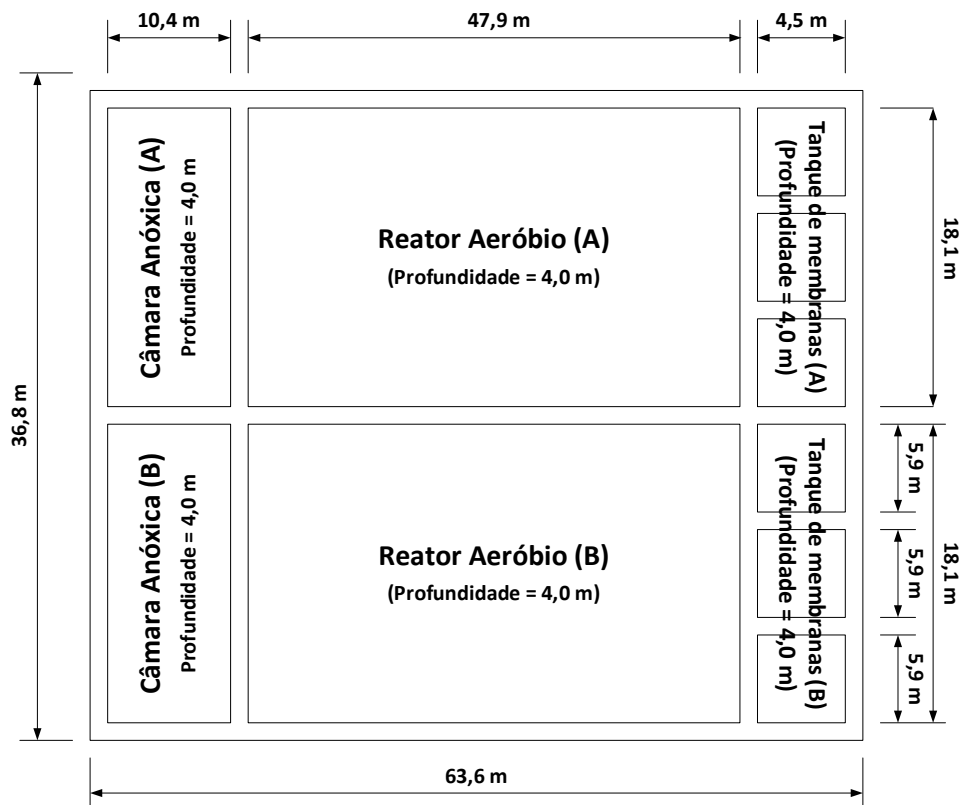 10,4 m
47,9 m
4,5 m
36,8 m
Câmara Anóxica (A)
Profundidade = 4,0 m
Reator Aeróbio (A)
(Profundidade = 4,0 m)
Tanque de membranas (A)
(Profundidade = 4,0 m)
18,1 m
Câmara Anóxica (B)
Profundidade = 4,0 m
Reator Aeróbio (B)
(Profundidade = 4,0 m)
Tanque de membranas (B)
(Profundidade = 4,0 m)
5,9 m
5,9 m
5,9 m
18,1 m
63,6 m